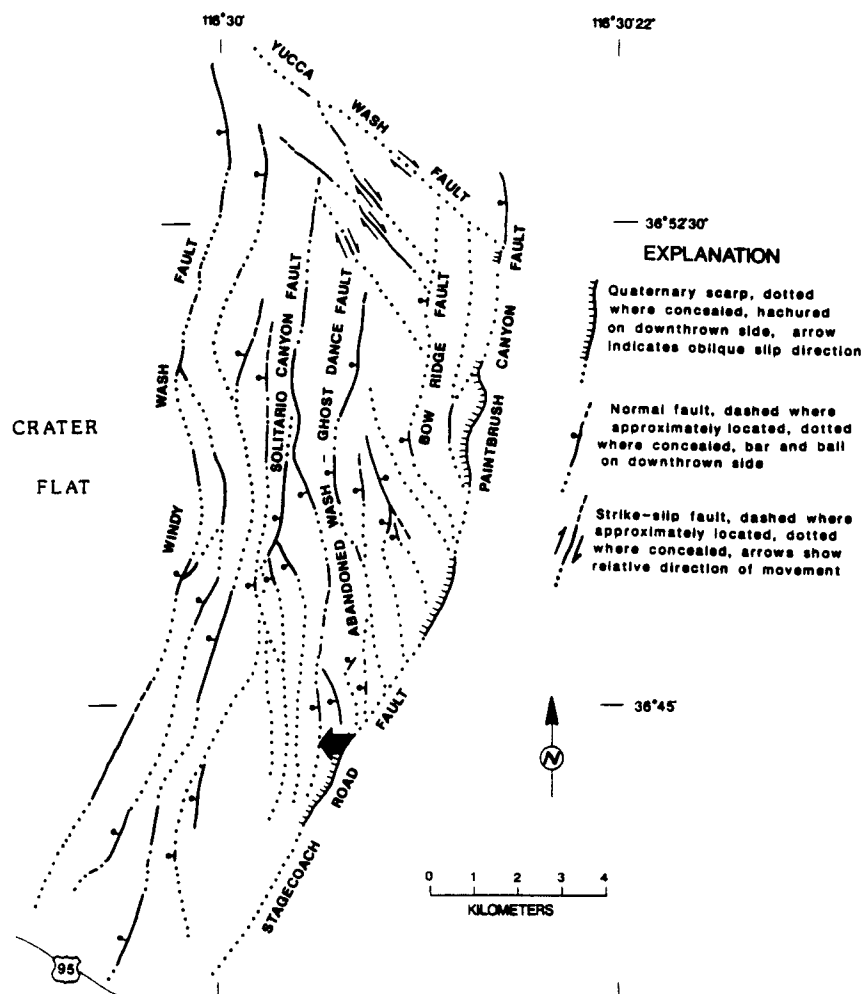 116°30'
116°30'22"
YUCCA WASH FAULT
36°52'30"
EXPLANATION
Quaternary scarp, dotted
where concealed, hachured
on downthrown side, arrow
indicates oblique slip direction
Normal fault, dashed where
approximately located, dotted
where concealed, bar and ball
on downthrown side
Strike-slip fault, dashed where
approximately located, dotted
where concealed, arrows show
relative direction of movement
WINDY WASH FAULT
SOLITARIO CANYON FAULT
ABANDONED WASH - GHOST DANCE FAULT
BOW RIDGE FAULT
PAINTBRUSH CANYON FAULT
CRATER
FLAT
36°45'
STAGECOACH ROAD FAULT
N
0 1 2 3 4
KILOMETERS
95